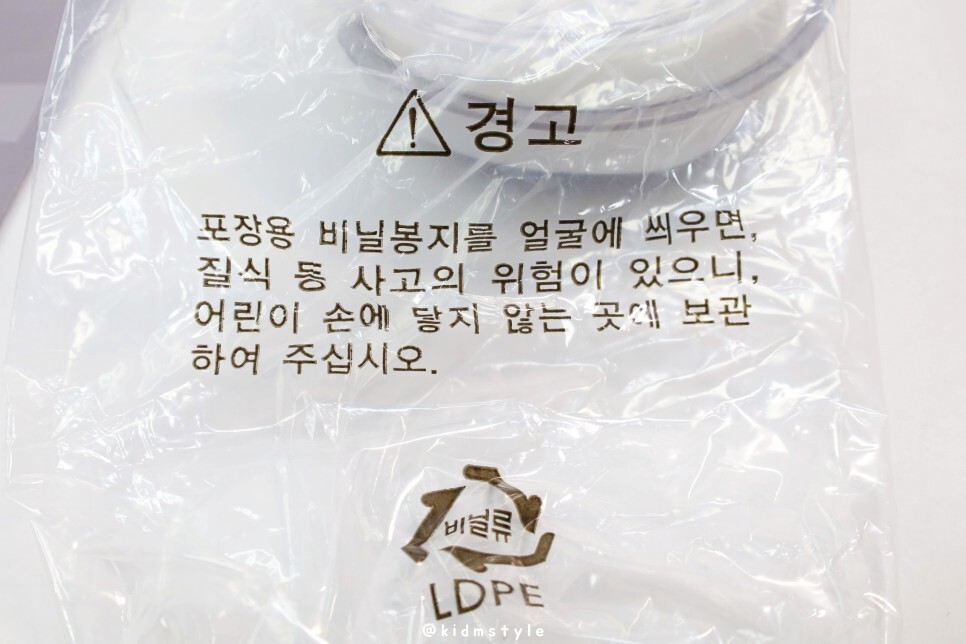 경고
포장용 비닐봉지를 얼굴에 씌우면,
질식 등 사고의 위험이 있으니,
어린이 손에 닿지 않는 곳에 보관
하여 주십시오.
비닐류
LDPE
@kidmstyle